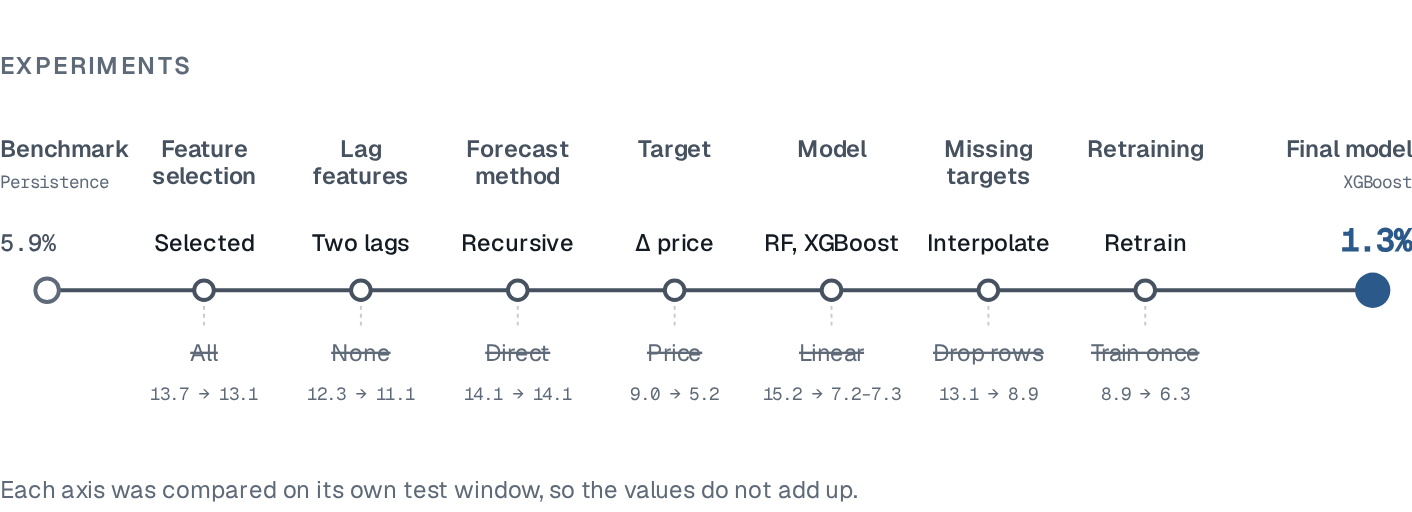 EXPERIMENTS
Benchmark
Persistence
5.9%
Feature
selection
Selected
All
13.7 → 13.1
Lag
features
Two lags
None
12.3 → 11.1
Forecast
method
Recursive
Direct
14.1 → 14.1
Target
Δ price
Price
9.0 → 5.2
Model
RF, XGBoost
Linear
15.2 → 7.2–7.3
Missing
targets
Interpolate
Drop rows
13.1 → 8.9
Retraining
Retrain
Train once
8.9 → 6.3
Final model
XGBoost
1.3%
Each axis was compared on its own test window, so the values do not add up.